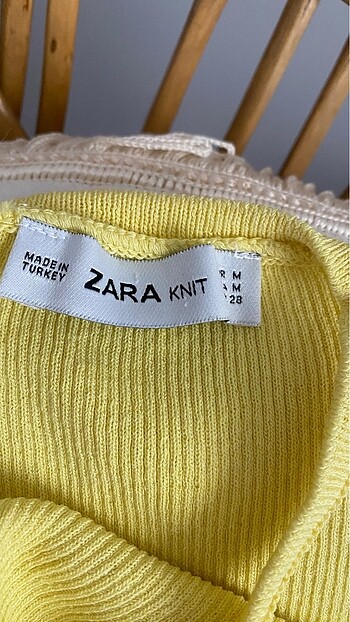 MADE IN
TURKEY
ZARA KNIT
M
M
28